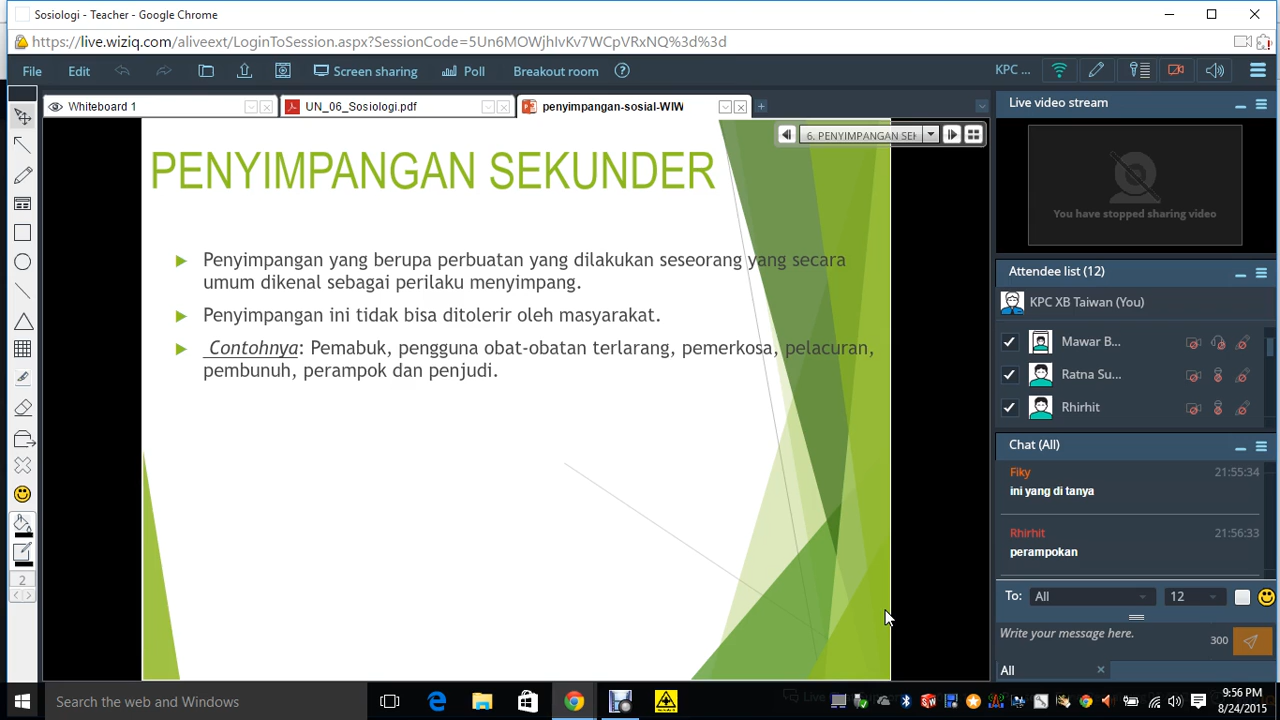 Sosiologi - Teacher - Google Chrome
https://live.wiziq.com/aliveext/LoginToSession.aspx?SessionCode=5Un6MOWjhIvKv7WCpVRxNQ%3d%3d
File Edit Screen sharing Poll Breakout room KPC ...
Whiteboard 1 UN_06_Sosiologi.pdf penyimpangan-sosial-WIW
6. PENYIMPANGAN SEI
PENYIMPANGAN SEKUNDER
Penyimpangan yang berupa perbuatan yang dilakukan seseorang yang secara
umum dikenal sebagai perilaku menyimpang.
Penyimpangan ini tidak bisa ditolerir oleh masyarakat.
Contohnya: Pemabuk, pengguna obat-obatan terlarang, pemerkosa, pelacuran,
pembunuh, perampok dan penjudi.
2
Live video stream
You have stopped sharing video
Attendee list (12)
KPC XB Taiwan (You)
Mawar B...
Ratna Su...
Rhirhit
Chat (All)
Fiky 21:55:34
ini yang di tanya
Rhirhit 21:56:33
perampokan
To: All 12
Write your message here. 300
All
Search the web and Windows
9:56 PM
8/24/2015